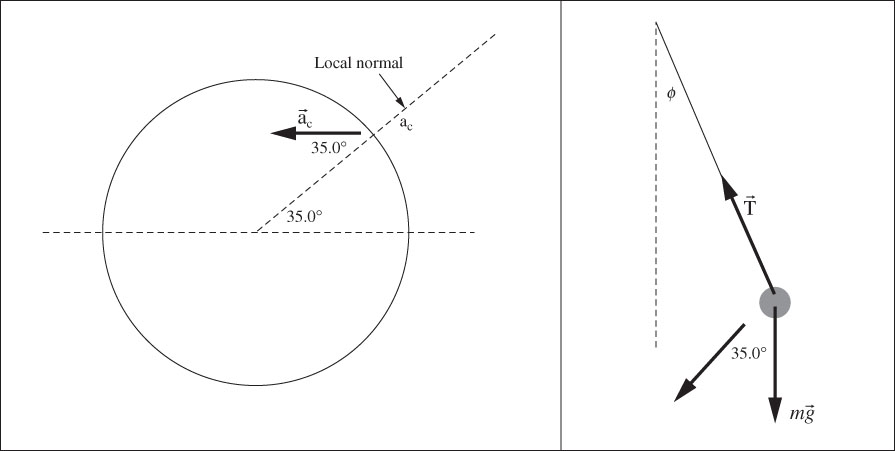 Local normal
a⃗c
ac
35.0°
35.0°
ϕ
T⃗
35.0°
mg⃗